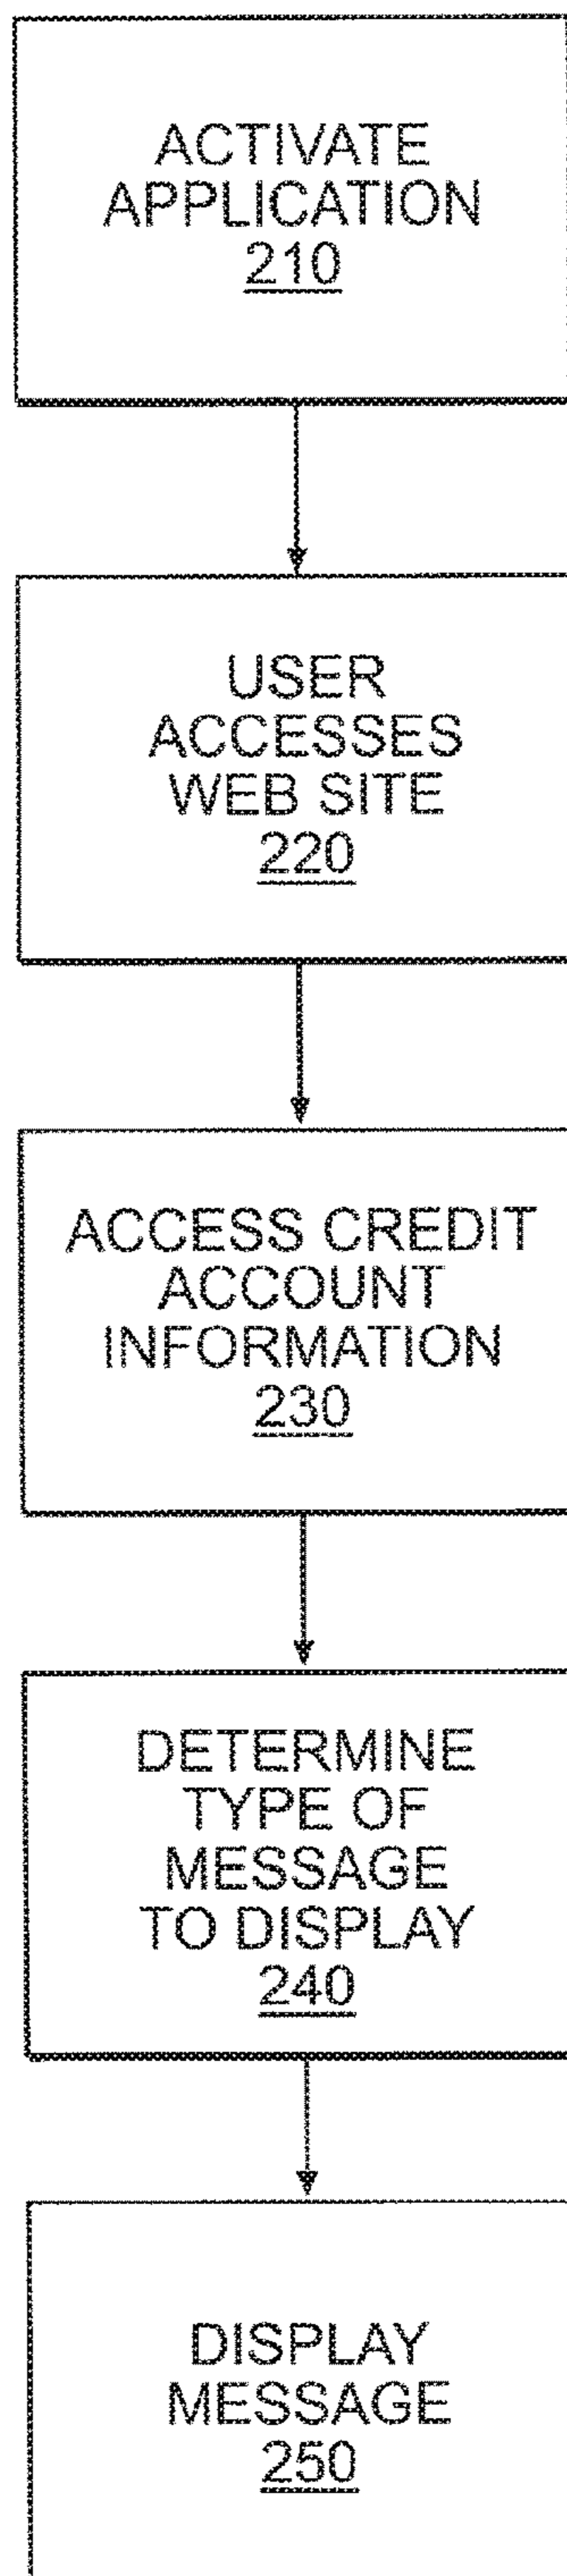 ACTIVATE
APPLICATION
210
USER
ACCESSES
WEB SITE
220
ACCESS CREDIT
ACCOUNT
INFORMATION
230
DETERMINE
TYPE OF
MESSAGE
TO DISPLAY
240
DISPLAY
MESSAGE
250